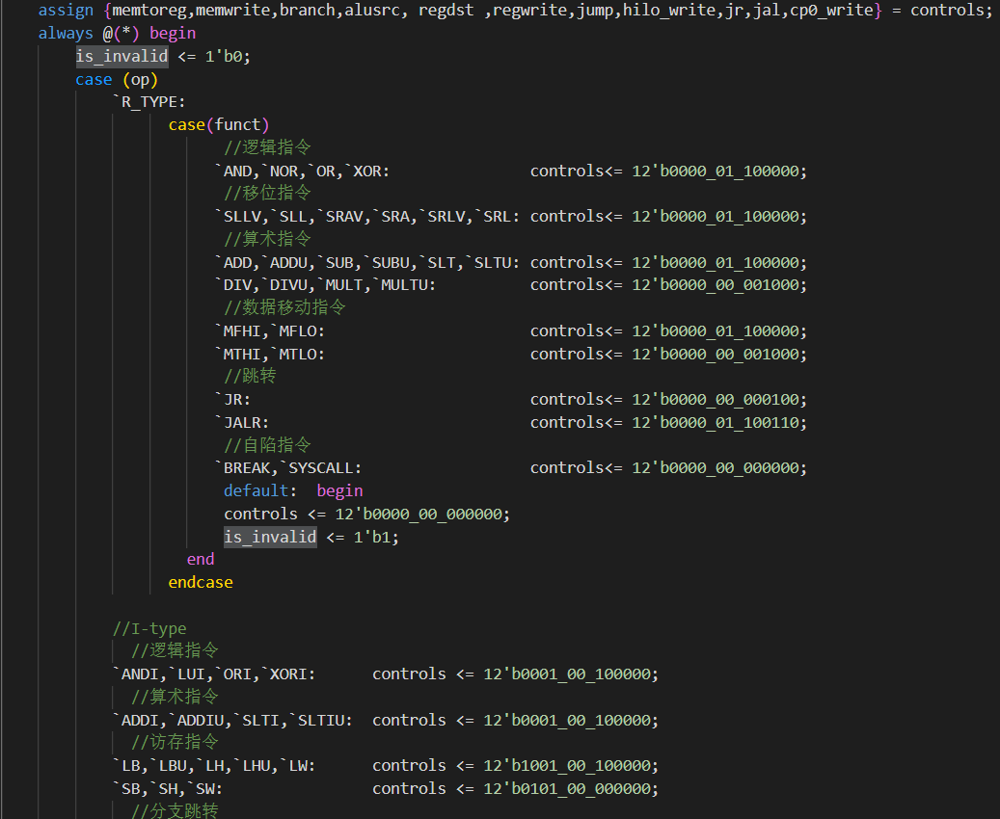 assign {memtoreg,memwrite,branch,alusrc, regdst ,regwrite,jump,hilo_write,jr,jal,cp0_write} = controls;
always @(*) begin
is_invalid <= 1'b0;
case (op)
`R_TYPE:
case(funct)
//逻辑指令
`AND,`NOR,`OR,`XOR: controls<= 12'b0000_01_100000;
//移位指令
`SLLV,`SLL,`SRAV,`SRA,`SRLV,`SRL: controls<= 12'b0000_01_100000;
//算术指令
`ADD,`ADDU,`SUB,`SUBU,`SLT,`SLTU: controls<= 12'b0000_01_100000;
`DIV,`DIVU,`MULT,`MULTU: controls<= 12'b0000_00_001000;
//数据移动指令
`MFHI,`MFLO: controls<= 12'b0000_01_100000;
`MTHI,`MTLO: controls<= 12'b0000_00_001000;
//跳转
`JR: controls<= 12'b0000_00_000100;
`JALR: controls<= 12'b0000_01_100110;
//自陷指令
`BREAK,`SYSCALL: controls<= 12'b0000_00_000000;
default: begin
controls <= 12'b0000_00_000000;
is_invalid <= 1'b1;
end
endcase
//I-type
//逻辑指令
`ANDI,`LUI,`ORI,`XORI: controls <= 12'b0001_00_100000;
//算术指令
`ADDI,`ADDIU,`SLTI,`SLTIU: controls <= 12'b0001_00_100000;
//访存指令
`LB,`LBU,`LH,`LHU,`LW: controls <= 12'b1001_00_100000;
`SB,`SH,`SW: controls <= 12'b0101_00_000000;
//分支跳转